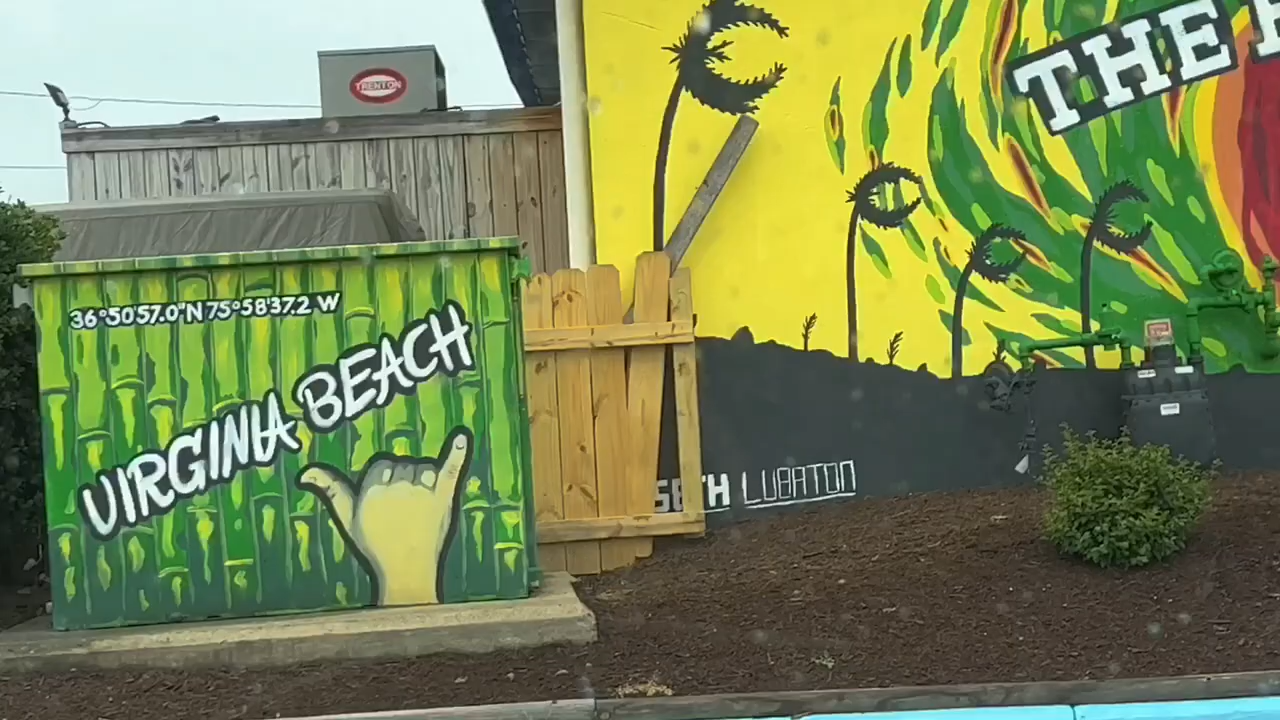 TRENTON
THE
36°50'57.0"N 75°58'37.2 W
VIRGINIA BEACH
SETH LUBATON